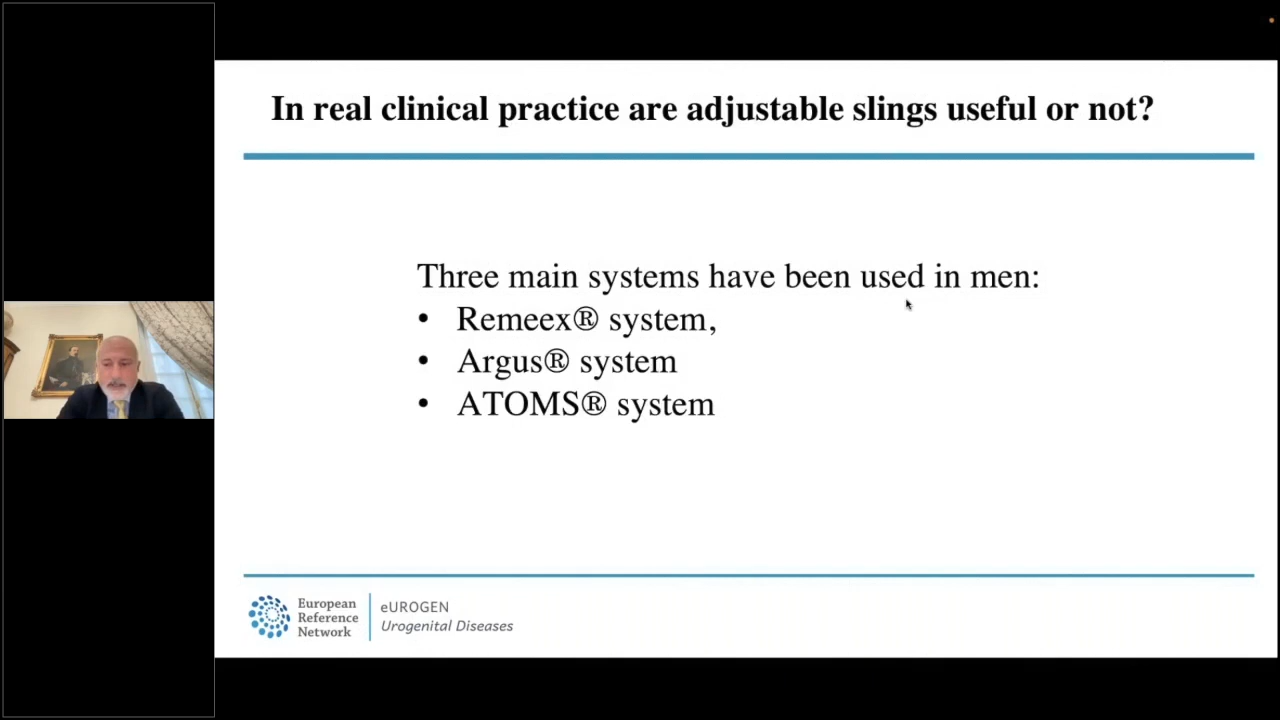 In real clinical practice are adjustable slings useful or not?
Three main systems have been used in men:
• Remeex® system,
• Argus® system
• ATOMS® system
European
Reference
Network
eUROGEN
Urogenital Diseases